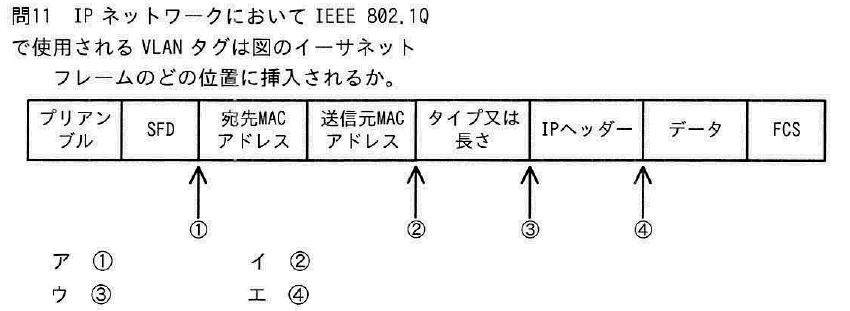 問11 IP ネットワークにおいて IEEE 802.1Q
で使用される VLAN タグは図のイーサネット
フレームのどの位置に挿入されるか。
プリアン
ブル
SFD
宛先MAC
アドレス
送信元MAC
アドレス
タイプ又は
長さ
IPヘッダー
データ
FCS
① ② ③ ④
ア ① イ ②
ウ ③ エ ④